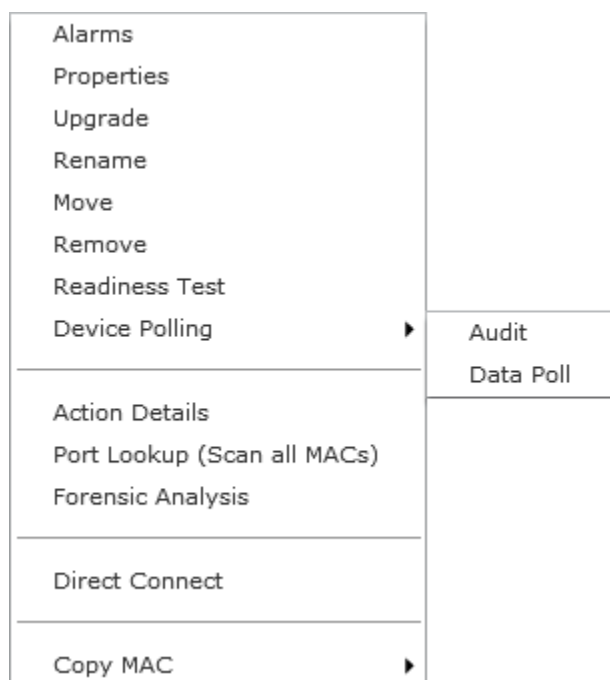 Alarms
Properties
Upgrade
Rename
Move
Remove
Readiness Test
Device Polling
Audit
Data Poll
Action Details
Port Lookup (Scan all MACs)
Forensic Analysis
Direct Connect
Copy MAC